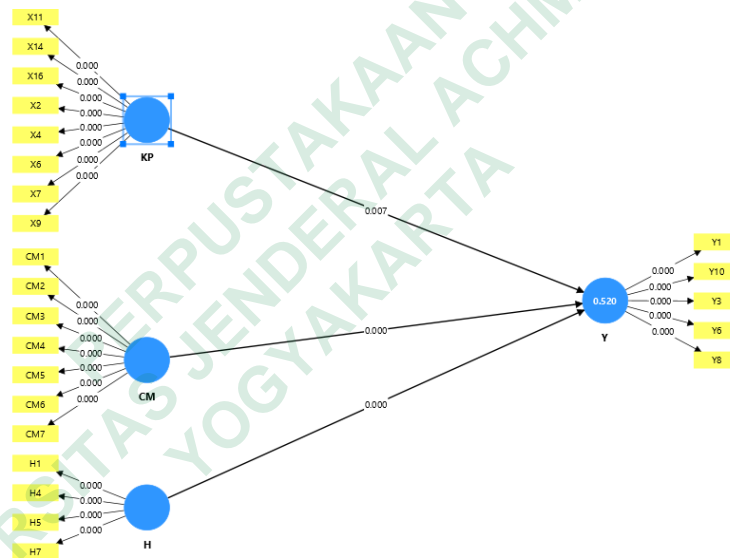 X11
X14
X16
X2
X4
X6
X7
X9
0.000
0.000
0.000
0.000
0.000
0.000
0.000
0.000
KP
0.007
CM1
CM2
CM3
CM4
CM5
CM6
CM7
0.000
0.000
0.000
0.000
0.000
0.000
0.000
CM
0.000
H1
H4
H5
H7
0.000
0.000
0.000
0.000
H
0.000
0.520
Y
0.000
0.000
0.000
0.000
0.000
Y1
Y10
Y3
Y6
Y8
PERPUSTAKAAN
JENDERAL ACHM
YOGYAKARTA